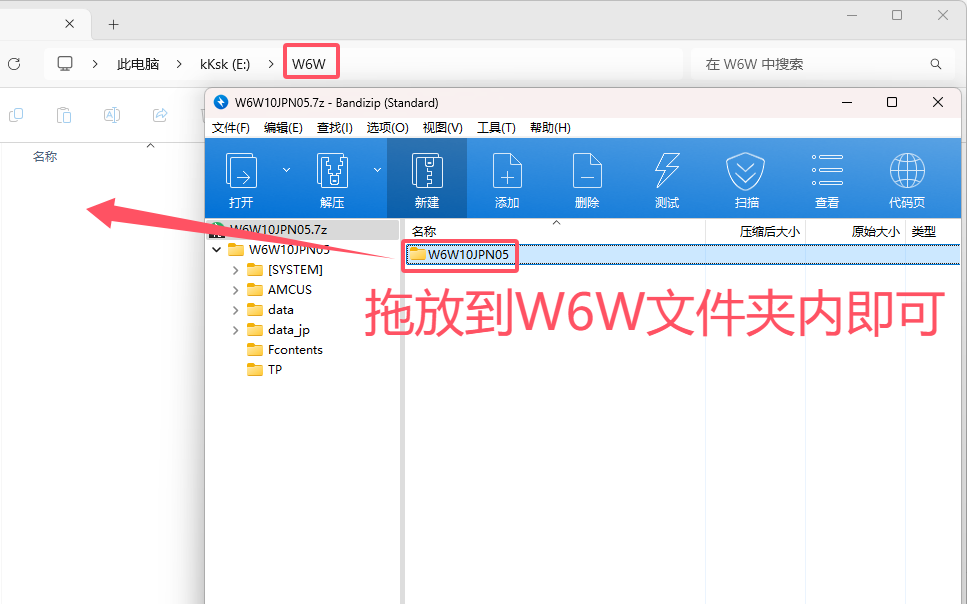 此电脑
kKsk (E:)
W6W
在 W6W 中搜索
名称
W6W10JPN05.7z - Bandizip (Standard)
文件(F) 编辑(E) 查找(I) 选项(O) 视图(V) 工具(T) 帮助(H)
打开 解压 新建 添加 删除 测试 扫描 查看 代码页
W6W10JPN05.7z
W6W10JPN05
[SYSTEM]
AMCUS
data
data_jp
Fcontents
TP
名称 压缩后大小 原始大小 类型
W6W10JPN05
拖放到W6W文件夹内即可